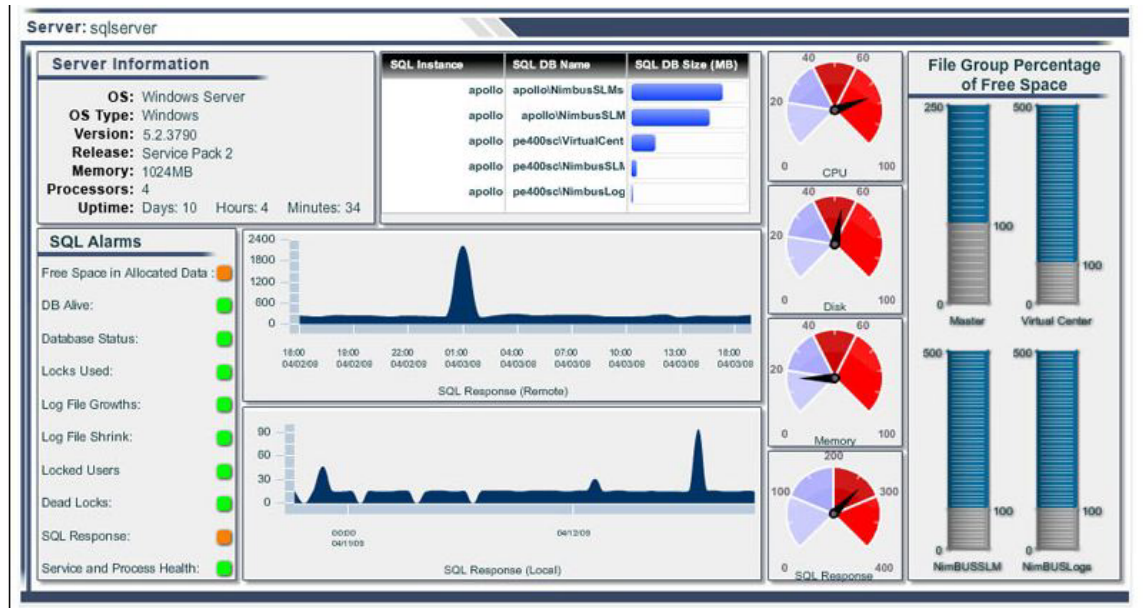 Server: sqlserver
Server Information
OS: Windows Server
OS Type: Windows
Version: 5.2.3790
Release: Service Pack 2
Memory: 1024MB
Processors: 4
Uptime: Days: 10 Hours: 4 Minutes: 34
SQL Instance SQL DB Name SQL DB Size (MB)
apollo apollo\NimbusSLMs
apollo apollo\NimbusSLM
apollo pe400sc\VirtualCent
apollo pe400sc\NimbusSLM
apollo pe400sc\NimbusLog
SQL Alarms
Free Space in Allocated Data :
DB Alive:
Database Status:
Locks Used:
Log File Growths:
Log File Shrink:
Locked Users
Dead Locks:
SQL Response:
Service and Process Health:
2400
1800
1200
600
0
16:00 19:00 22:00 01:00 04:00 07:00 10:00 13:00 16:00
04/02/09 04/02/09 04/02/09 04/03/09 04/03/09 04/03/09 04/03/09 04/03/09 04/03/09
SQL Response (Remote)
90
60
30
0
00:00
04/11/09
04/12/09
SQL Response (Local)
0 20 40 60 100
CPU
0 20 40 60 100
Disk
0 20 40 60 100
Memory
0 100 200 300 400
SQL Response
File Group Percentage
of Free Space
250
100
0
Master
500
100
0
Virtual Center
500
100
0
NimBUSSLM
500
100
0
NimBUSLogs